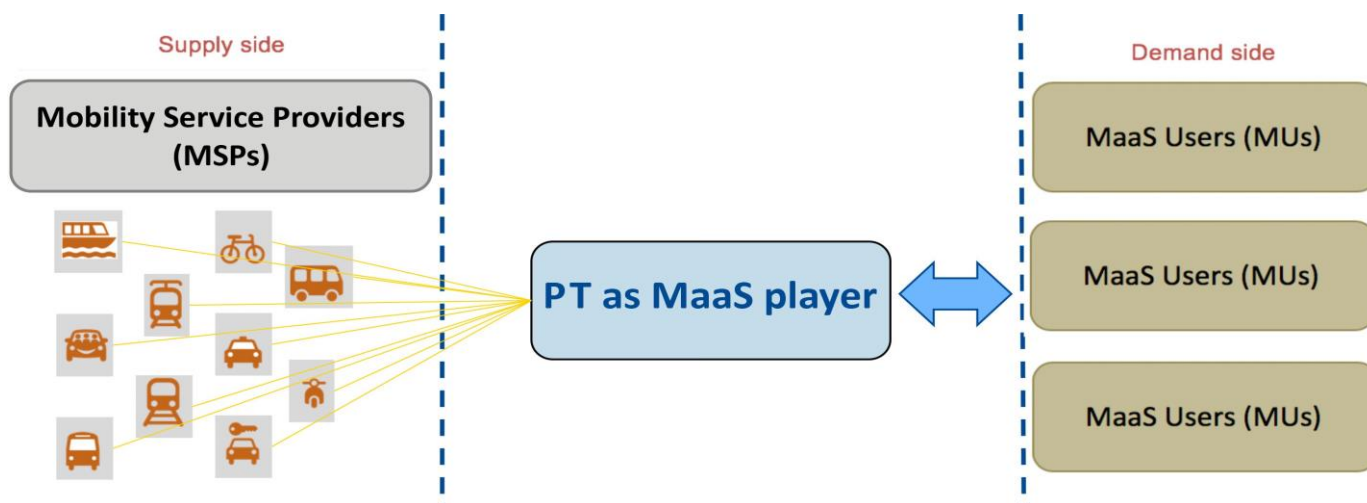 Supply side
Demand side
Mobility Service Providers
(MSPs)
MaaS Users (MUs)
PT as MaaS player
MaaS Users (MUs)
MaaS Users (MUs)